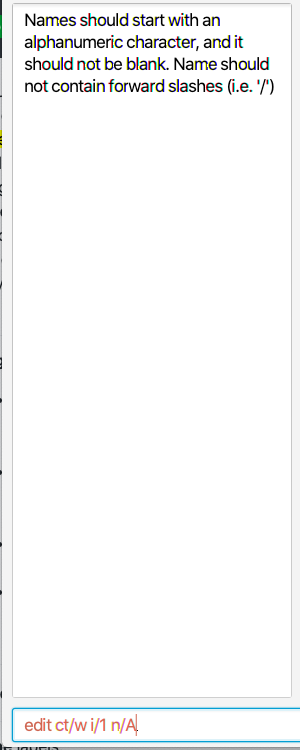 Names should start with an
alphanumeric character, and it
should not be blank. Name should
not contain forward slashes (i.e. '/')
edit ct/w i/1 n/A